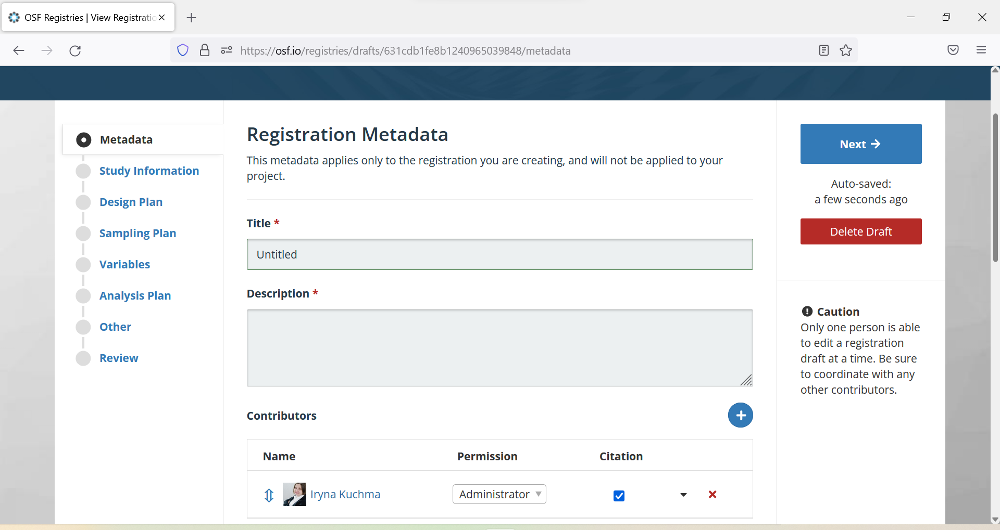 OSF Registries | View Registratio
https://osf.io/registries/drafts/631cdb1fe8b1240965039848/metadata
Metadata
Study Information
Design Plan
Sampling Plan
Variables
Analysis Plan
Other
Review
Registration Metadata
This metadata applies only to the registration you are creating, and will not be applied to your
project.
Title *
Untitled
Description *
Contributors
Name Permission Citation
Iryna Kuchma Administrator
Next
Auto-saved:
a few seconds ago
Delete Draft
Caution
Only one person is able
to edit a registration
draft at a time. Be sure
to coordinate with any
other contributors.